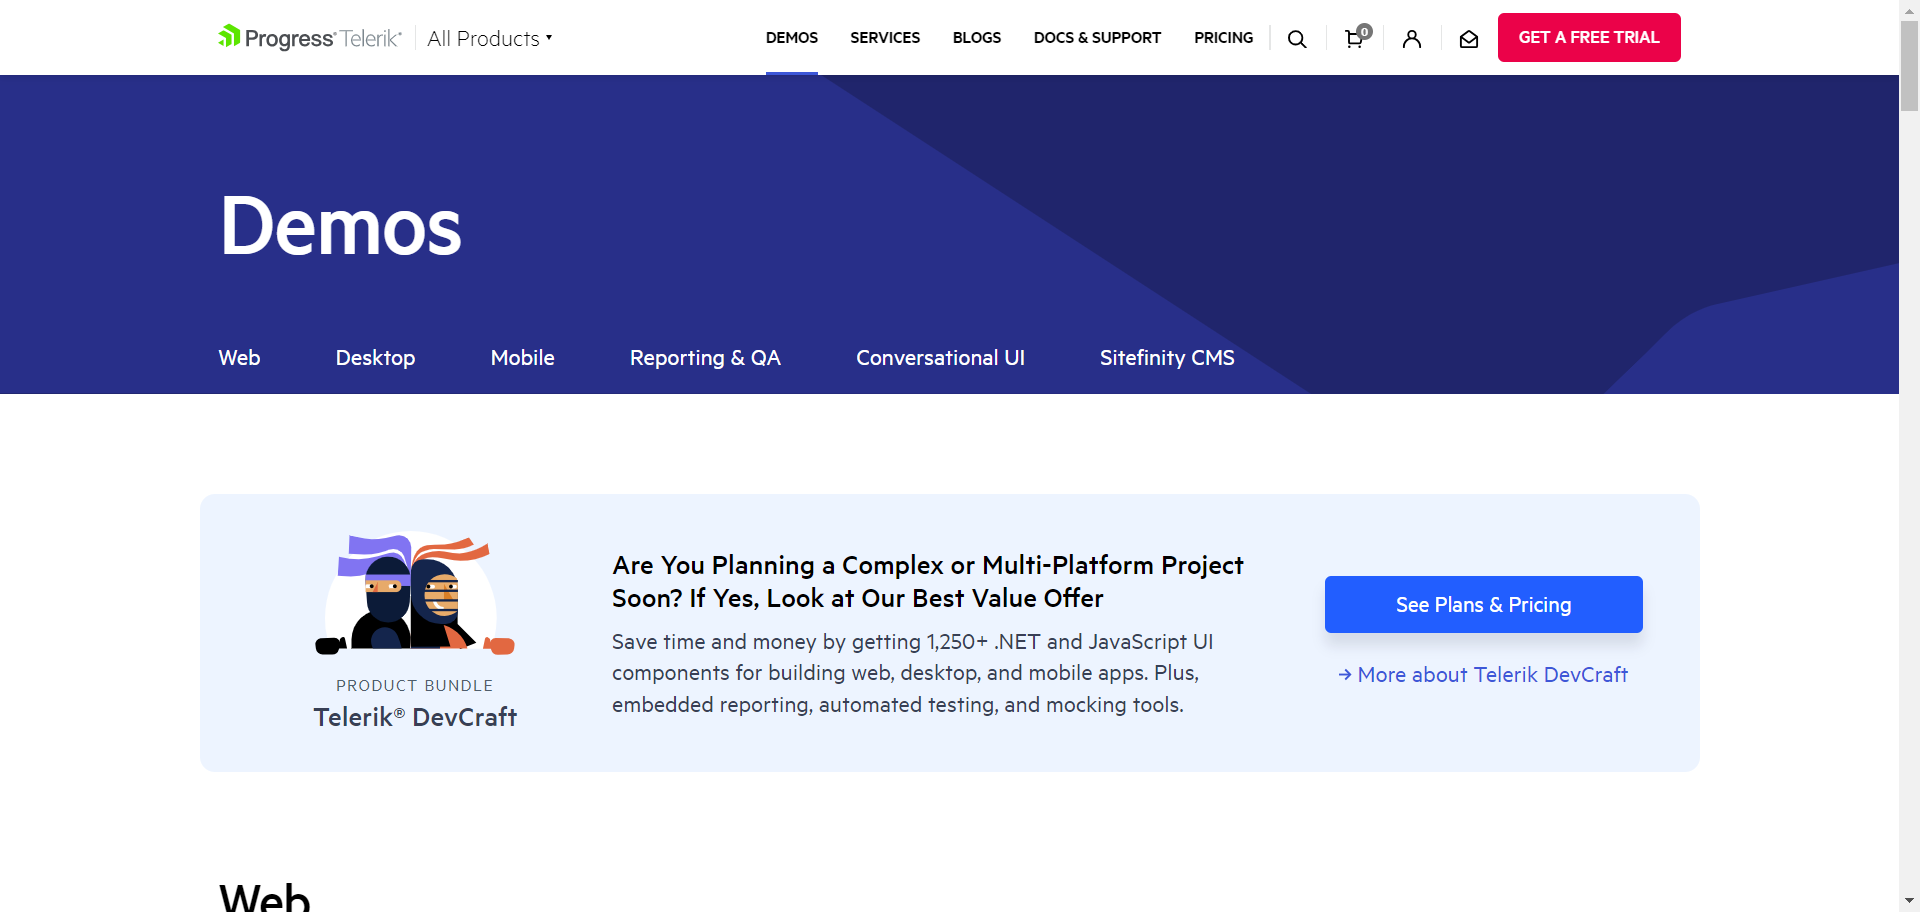 Progress Telerik All Products DEMOS SERVICES BLOGS DOCS & SUPPORT PRICING 0 GET A FREE TRIAL
Demos
Web Desktop Mobile Reporting & QA Conversational UI Sitefinity CMS
PRODUCT BUNDLE
Telerik® DevCraft
Are You Planning a Complex or Multi-Platform Project
Soon? If Yes, Look at Our Best Value Offer
Save time and money by getting 1,250+ .NET and JavaScript UI
components for building web, desktop, and mobile apps. Plus,
embedded reporting, automated testing, and mocking tools.
See Plans & Pricing
More about Telerik DevCraft
Web